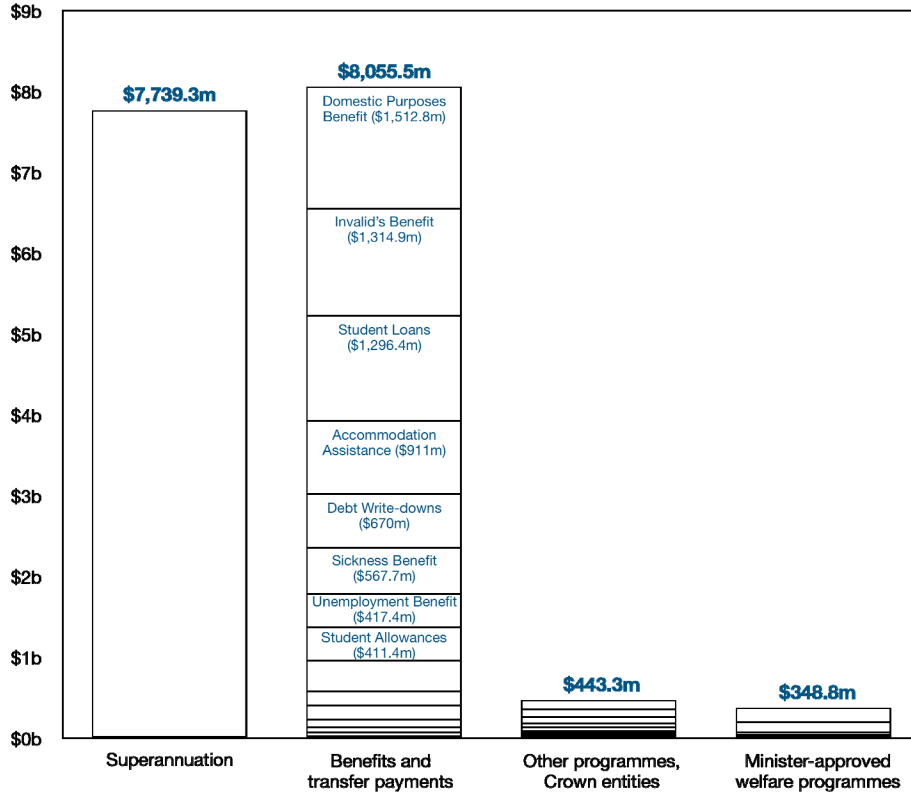 $9b
$8b
$7b
$6b
$5b
$4b
$3b
$2b
$1b
$0b
$7,739.3m
$8,055.5m
Domestic Purposes
Benefit ($1,512.8m)
Invalid's Benefit
($1,314.9m)
Student Loans
($1,296.4m)
Accommodation
Assistance ($911m)
Debt Write-downs
($670m)
Sickness Benefit
($567.7m)
Unemployment Benefit
($417.4m)
Student Allowances
($411.4m)
$443.3m
$348.8m
Superannuation
Benefits and
transfer payments
Other programmes,
Crown entities
Minister-approved
welfare programmes